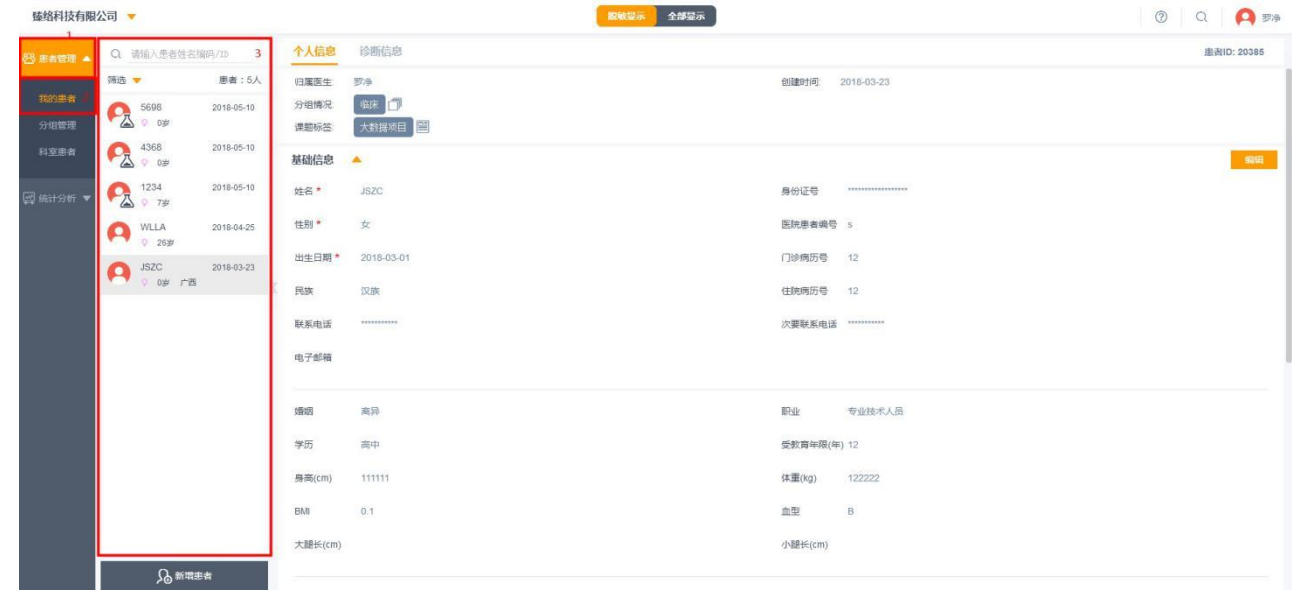 臻络科技有限公司
脱敏显示 全部显示
罗净
1
患者管理
我的患者
分组管理
科室患者
统计分析
请输入患者姓名编码/ID 3
筛选 患者：5人
5698 2018-05-10
0岁
4368 2018-05-10
0岁
1234 2018-05-10
7岁
WLLA 2018-04-25
26岁
JSZC 2018-03-23
0岁 广西
新增患者
个人信息 诊断信息 患者ID: 20385
归属医生: 罗净 创建时间: 2018-03-23
分组情况: 临床
课题标签: 大数据项目
基础信息 编辑
姓名 * JSZC 身份证号 ******************
性别 * 女 医院患者编号 s
出生日期 * 2018-03-01 门诊病历号 12
民族 汉族 住院病历号 12
联系电话 *********** 次要联系电话 ***********
电子邮箱
婚姻 离异 职业 专业技术人员
学历 高中 受教育年限(年) 12
身高(cm) 111111 体重(kg) 122222
BMI 0.1 血型 B
大腿长(cm) 小腿长(cm)